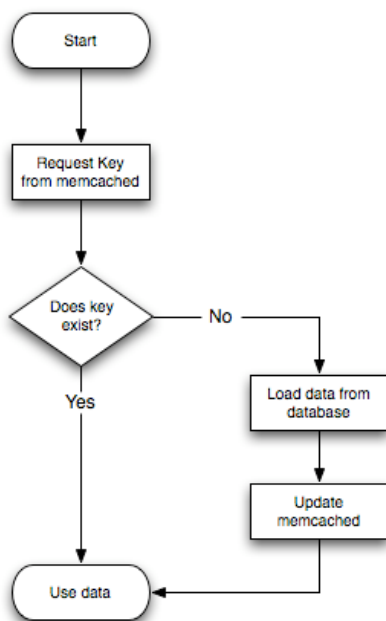 Start
Request Key
from memcached
Does key
exist?
No
Yes
Load data from
database
Update
memcached
Use data